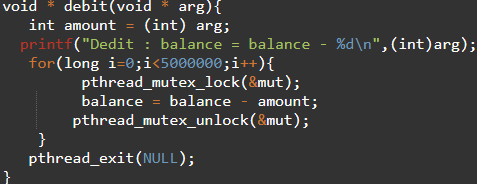 void * debit(void * arg){
int amount = (int) arg;
printf("Dedit : balance = balance - %d\n",(int)arg);
for(long i=0;i<5000000;i++){
pthread_mutex_lock(&mut);
balance = balance - amount;
pthread_mutex_unlock(&mut);
}
pthread_exit(NULL);
}